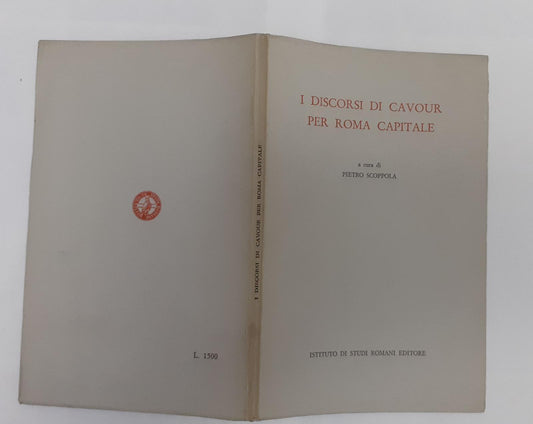 I DISCORSI DI CAVOUR
PER ROMA CAPITALE
a cura di
PIETRO SCOPPOLA
ISTITUTO DI STUDI ROMANI EDITORE
I DISCORSI DI CAVOUR PER ROMA CAPITALE
L. 1500